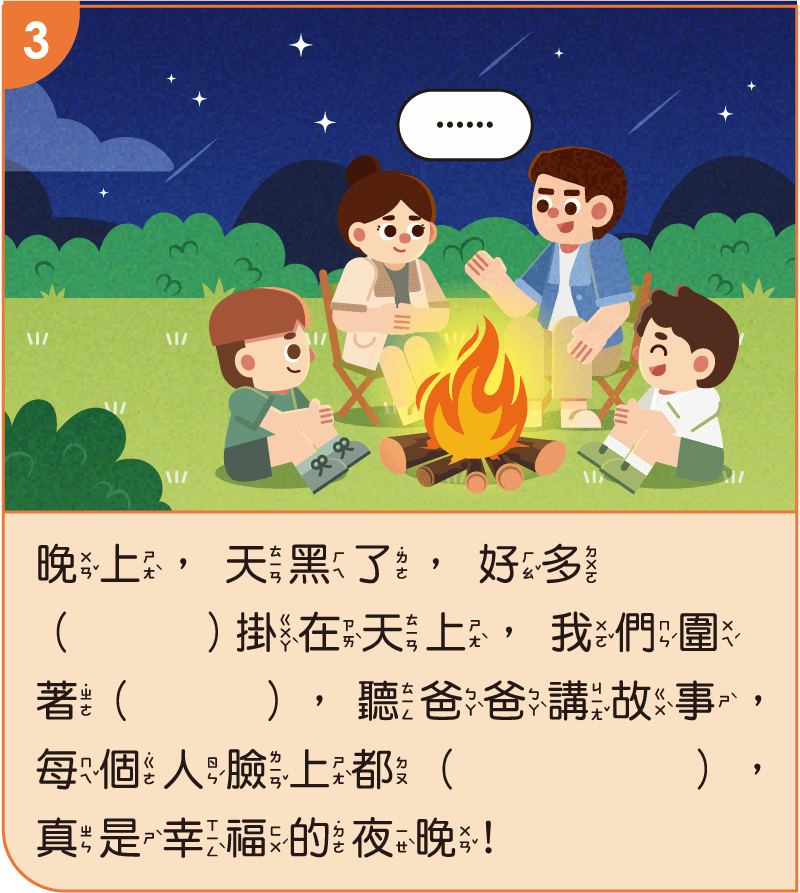 3
……
晚上，天黑了，好多
（　　　　）掛在天上，我們圍
著（　　　　），聽爸爸講故事，
每個人臉上都（　　　　　　　），
真是幸福的夜晚！